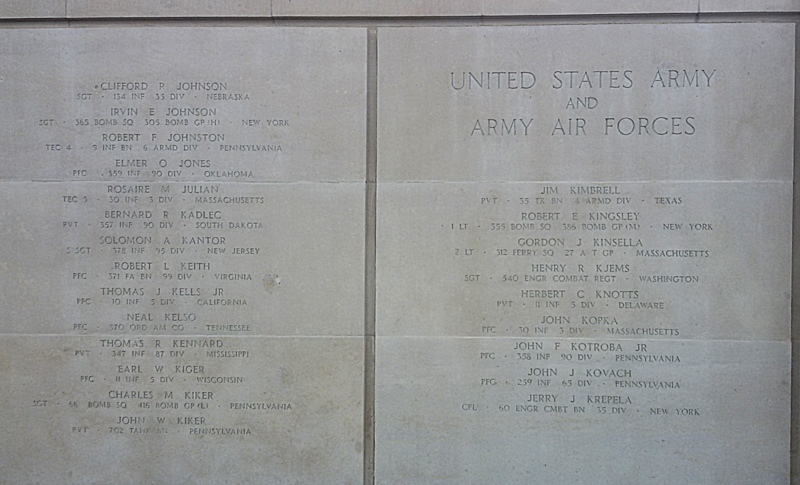 CLIFFORD P JOHNSON
SGT · 134 INF 35 DIV · NEBRASKA
IRVIN E JOHNSON
SGT · 365 BOMB SQ 305 BOMB GP (H) · NEW YORK
ROBERT F JOHNSTON
TEC 4 · 9 INF BN 6 ARMD DIV · PENNSYLVANIA
ELMER O JONES
PFC · 359 INF 90 DIV · OKLAHOMA
ROSAIRE M JULIAN
TEC 5 · 30 INF 3 DIV · MASSACHUSETTS
BERNARD R KADLEC
PVT · 357 INF 90 DIV · SOUTH DAKOTA
SOLOMON A KANTOR
S SGT · 378 INF 95 DIV · NEW JERSEY
ROBERT L KEITH
PFC · 371 FA BN 99 DIV · VIRGINIA
THOMAS J KELLS JR
PFC · 10 INF 5 DIV · CALIFORNIA
NEAL KELSO
PFC · 570 ORD AM CO · TENNESSEE
THOMAS R KENNARD
PVT · 347 INF 87 DIV · MISSISSIPPI
EARL W KIGER
PFC · 11 INF 5 DIV · WISCONSIN
CHARLES M KIKER
SGT · 68 BOMB SQ 416 BOMB GP (L) · PENNSYLVANIA
JOHN W KIKER
PVT · 702 TANK BN · PENNSYLVANIA
UNITED STATES ARMY
AND
ARMY AIR FORCES
JIM KIMBRELL
PVT · 35 TK BN 4 ARMD DIV · TEXAS
ROBERT E KINGSLEY
1 LT · 555 BOMB SQ 386 BOMB GP (M) · NEW YORK
GORDON J KINSELLA
2 LT · 312 FERRY SQ 27 A T GP · MASSACHUSETTS
HENRY R KJEMS
SGT · 540 ENGR COMBAT REGT · WASHINGTON
HERBERT C KNOTTS
PVT · 11 INF 5 DIV · DELAWARE
JOHN KOPKA
PFC · 30 INF 3 DIV · MASSACHUSETTS
JOHN F KOTROBA JR
PFC · 358 INF 90 DIV · PENNSYLVANIA
JOHN J KOVACH
PFC · 259 INF 65 DIV · PENNSYLVANIA
JERRY J KREPELA
CPL · 60 ENGR CMBT BN 35 DIV · NEW YORK